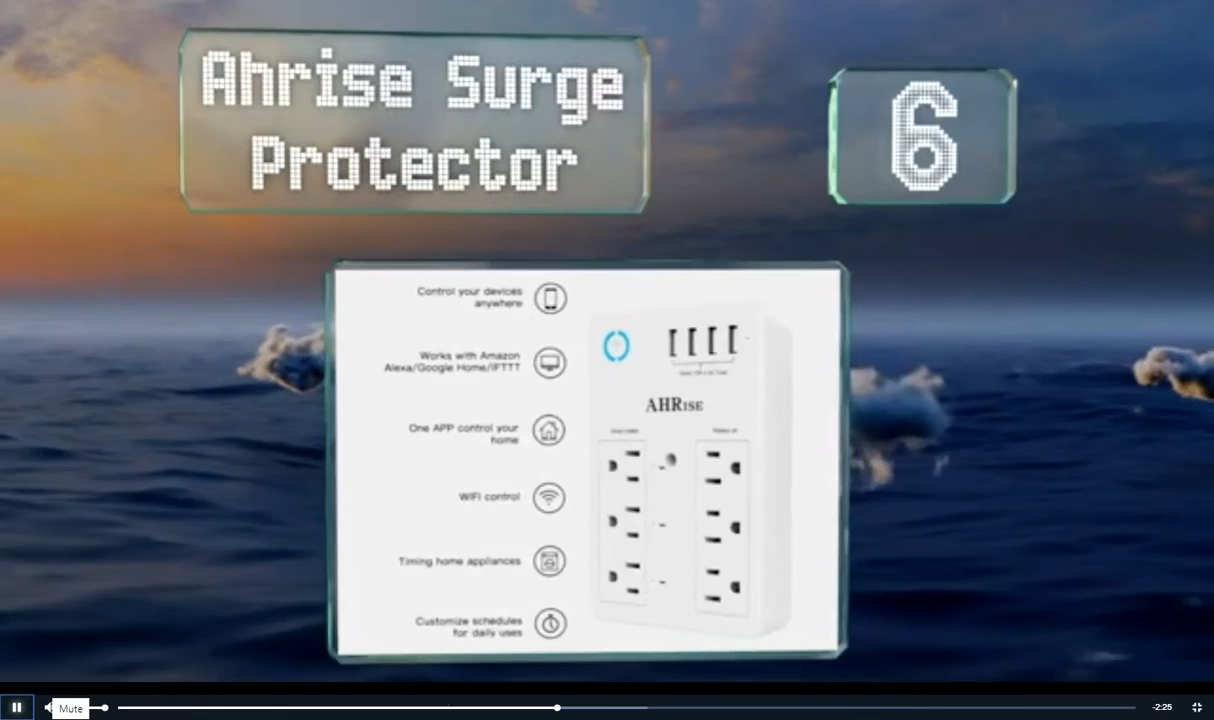 Ahrise Surge
Protector
6
Control your devices
anywhere
Works with Amazon
Alexa/Google Home/IFTTT
One APP control your
home
WIFI control
Timing home appliances
Customize schedules
for daily uses
AHRISE
Mute
-2:25